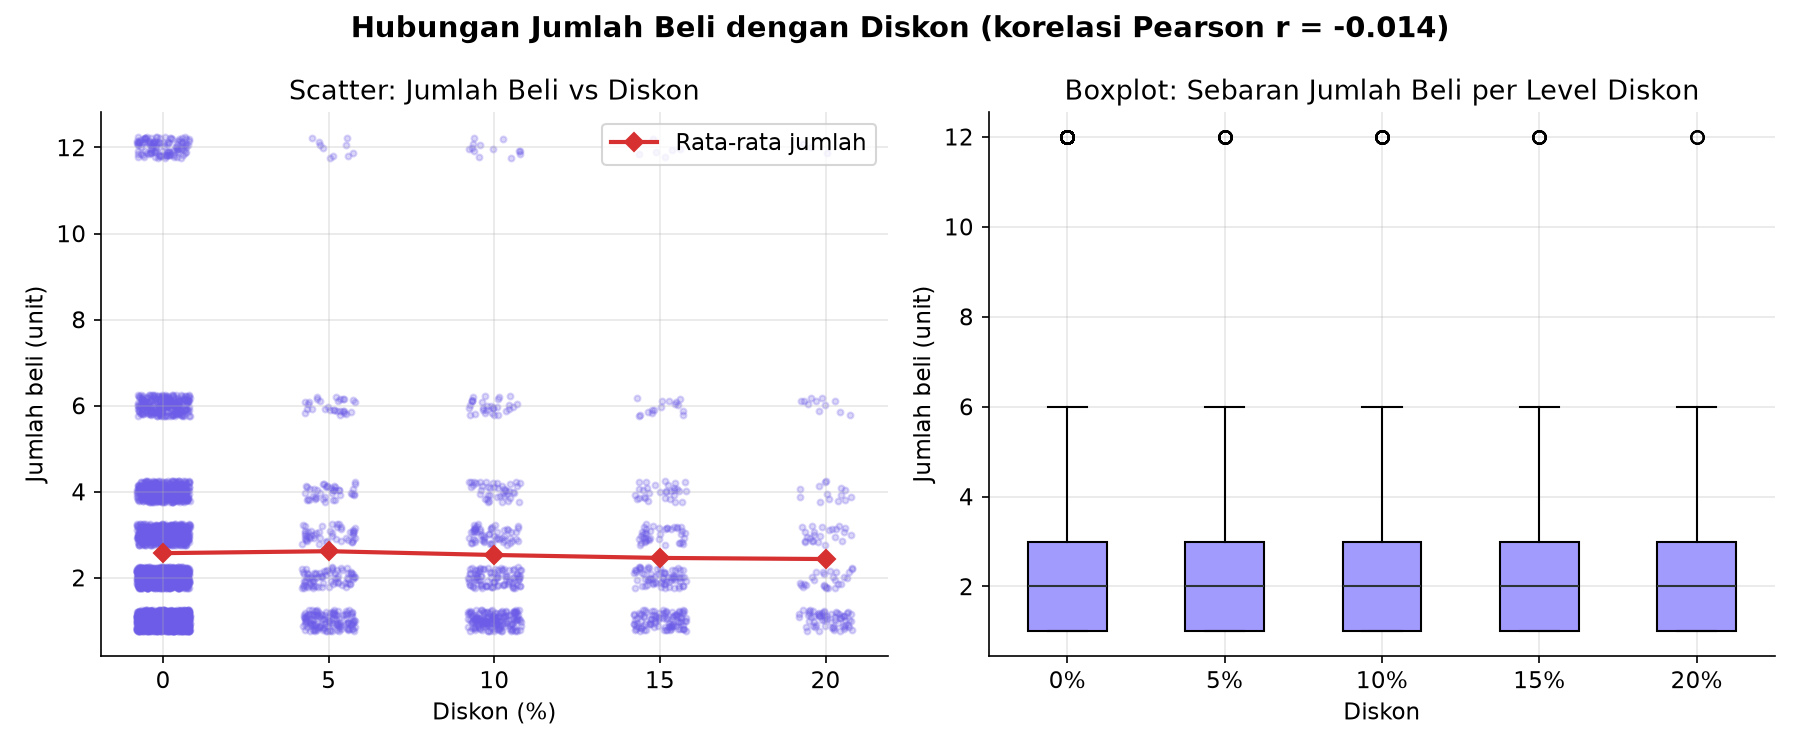 Hubungan Jumlah Beli dengan Diskon (korelasi Pearson r = -0.014)
Scatter: Jumlah Beli vs Diskon
Jumlah beli (unit)
12
10
8
6
4
2
Rata-rata jumlah
0 5 10 15 20
Diskon (%)
Boxplot: Sebaran Jumlah Beli per Level Diskon
Jumlah beli (unit)
12
10
8
6
4
2
0% 5% 10% 15% 20%
Diskon